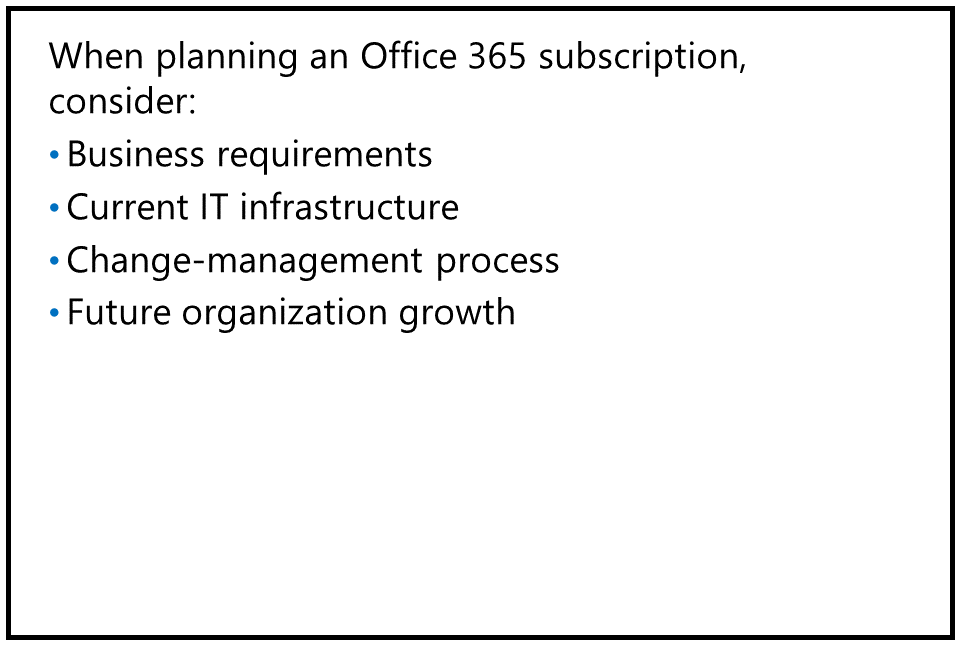 When planning an Office 365 subscription,
consider:
• Business requirements
• Current IT infrastructure
• Change-management process
• Future organization growth